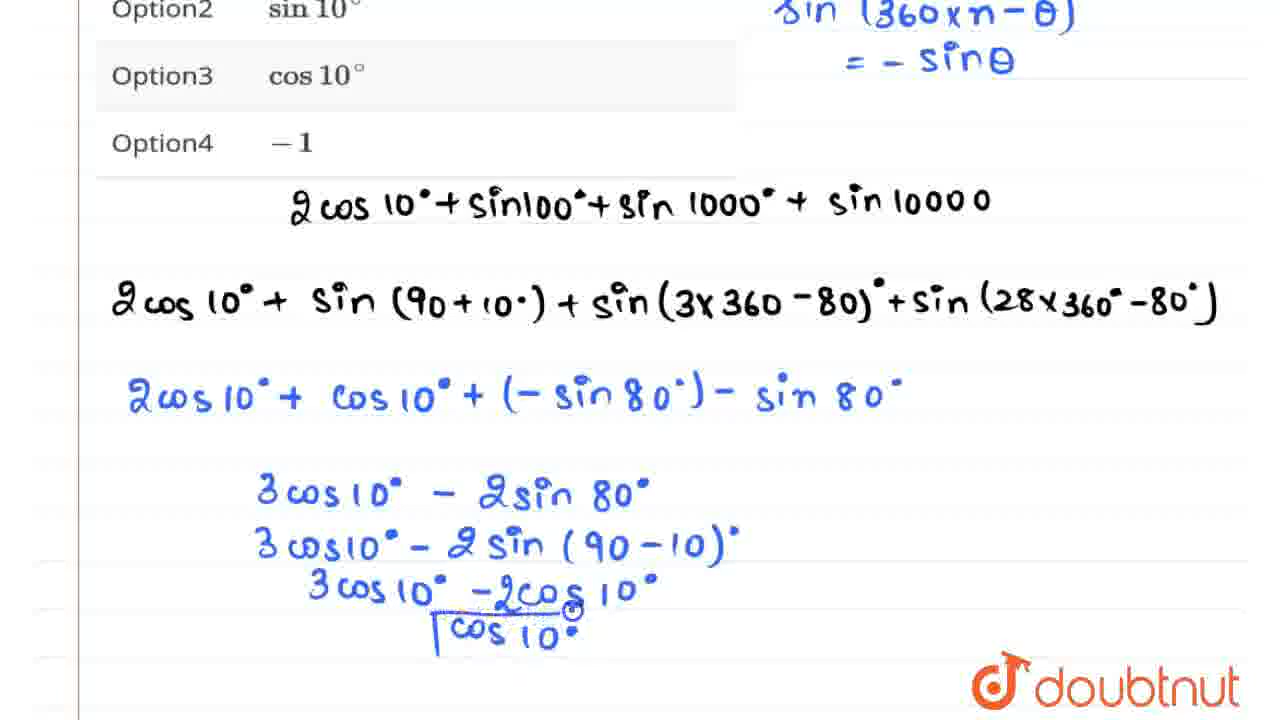 Option2 sin 10°
sin (360×n-θ)
= - sinθ
Option3 cos 10°
Option4 -1
2cos 10° + sin100° + sin 1000° + sin 10000
2cos 10° + sin (90+10°) + sin (3×360-80)° + sin (28×360°-80°)
2cos 10° + cos 10° + (- sin 80°) - sin 80°
3cos10° - 2sin 80°
3cos10° - 2 sin (90-10)°
3cos 10° - 2cos 10°
cos 10°
doubtnut